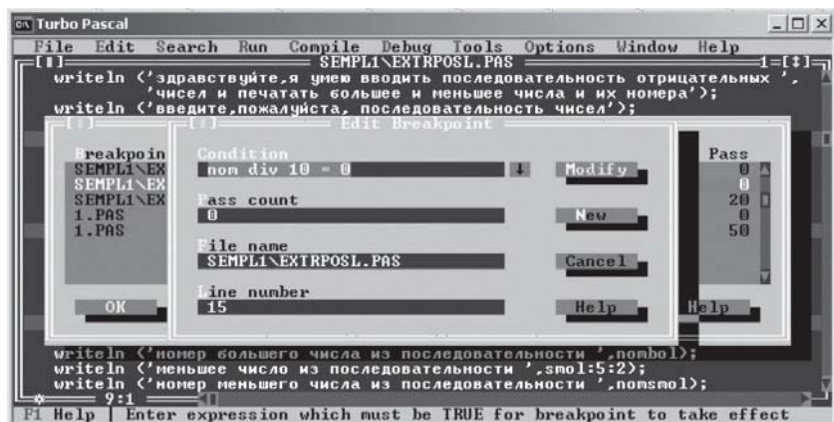 Turbo Pascal
File Edit Search Run Compile Debug Tools Options Window Help
SEMPL1\EXTRPOSL.PAS 1=[↕]
writeln ('здравствуйте,я умею вводить последовательность отрицательных ',
'чисел и печатать большее и меньшее числа и их номера');
writeln ('введите,пожалуйста, последовательность чисел');
Edit Breakpoint
Breakpoin
SEMPL1\EX
SEMPL1\EX
SEMPL1\EX
1.PAS
1.PAS
OK
Condition
nom div 10 = 0
Pass count
0
File name
SEMPL1\EXTRPOSL.PAS
Line number
15
Modify
New
Cancel
Help
Pass
0
0
20
0
50
Help
writeln ('номер большего числа из последовательности ',nombol);
writeln ('меньшее число из последовательности ',smol:5:2);
writeln ('номер меньшего числа из последовательности ',nomsmol);
9:1
F1 Help | Enter expression which must be TRUE for breakpoint to take effect